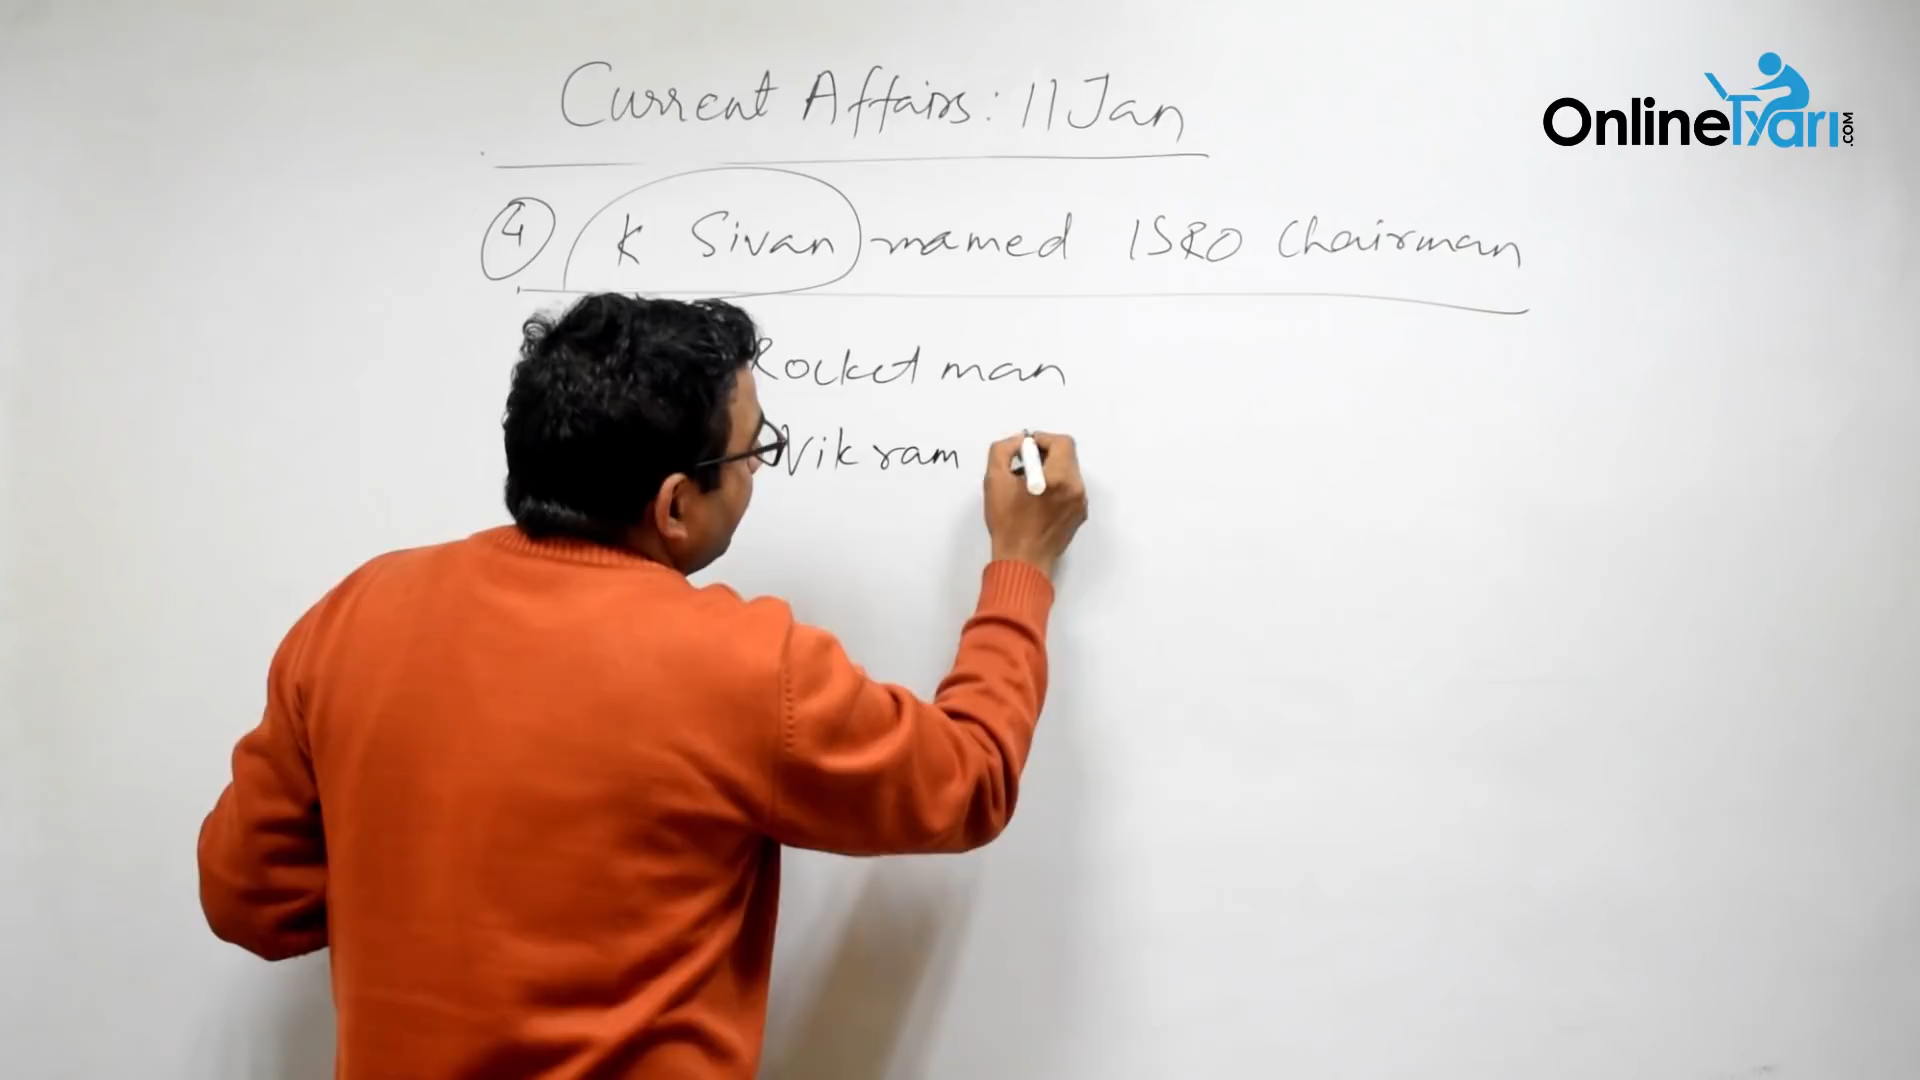 Current Affairs: 11 Jan
OnlineTyari.com
4 K Sivan named ISRO Chairman
Rocket man
Vikram